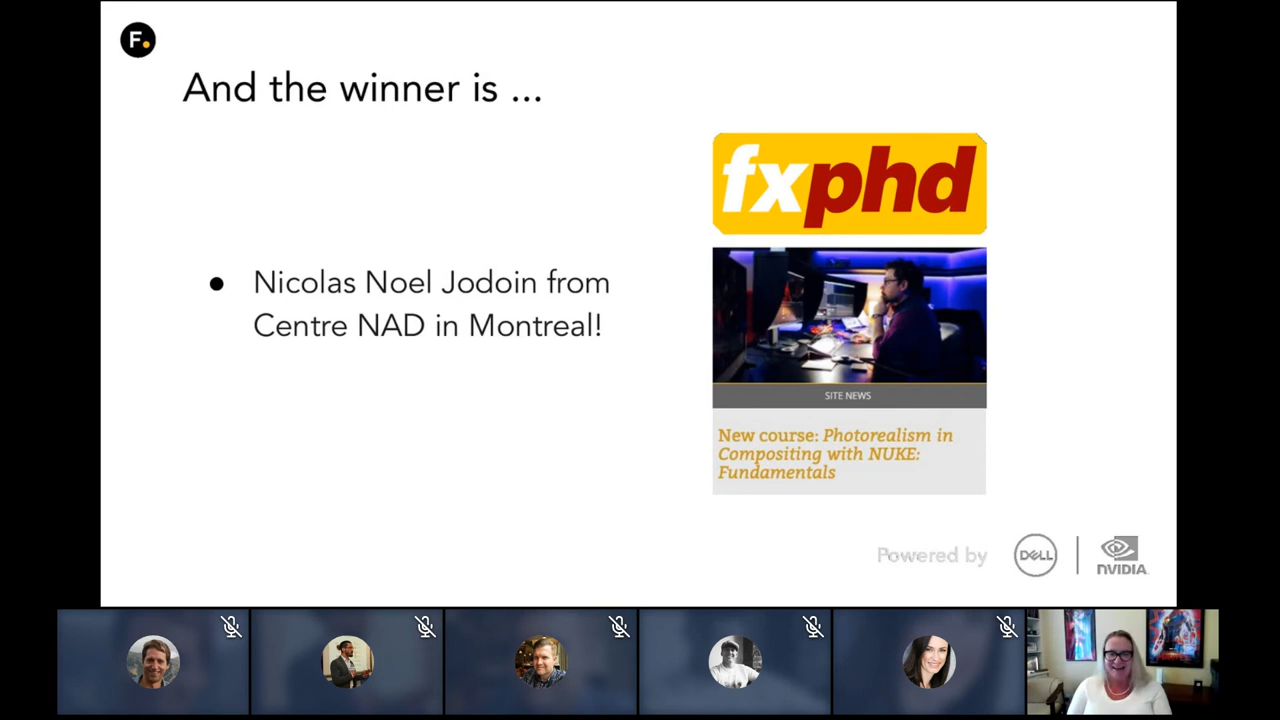 F.
And the winner is ...
fxphd
● Nicolas Noel Jodoin from
Centre NAD in Montreal!
SITE NEWS
New course: Photorealism in
Compositing with NUKE:
Fundamentals
Powered by
DELL
NVIDIA.